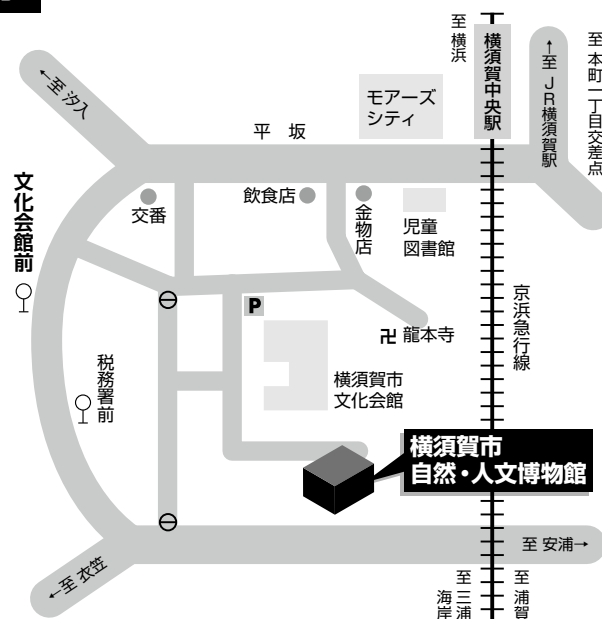 至 横浜
横須賀中央駅
←至 JR横須賀駅
至 本町一丁目交差点
←至 汐入
モアーズ
シティ
平 坂
文化会館前
交番
飲食店
金物店
児童
図書館
P
卍 龍本寺
京浜急行線
税務署前
横須賀市
文化会館
横須賀市
自然・人文博物館
至 安浦→
←至 衣笠
至 三浦海岸
至 浦賀